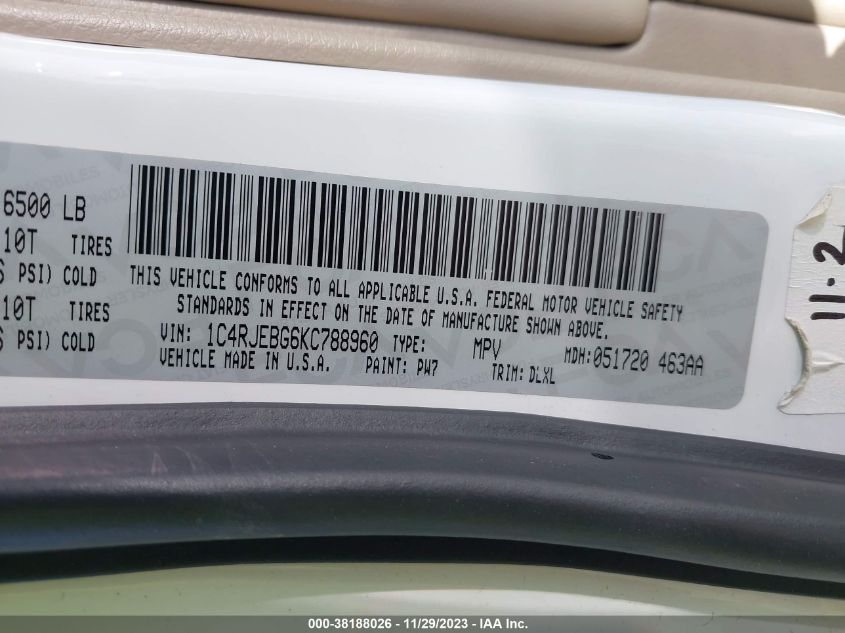 6500 LB
10T TIRES
PSI) COLD
10T TIRES
PSI) COLD
THIS VEHICLE CONFORMS TO ALL APPLICABLE U.S.A. FEDERAL MOTOR VEHICLE SAFETY
STANDARDS IN EFFECT ON THE DATE OF MANUFACTURE SHOWN ABOVE.
VIN: 1C4RJEBG6KC788960 TYPE: MPV MDH:051720 463AA
VEHICLE MADE IN U.S.A. PAINT: PW7 TRIM: DLXL
11.2
000-38188026 - 11/29/2023 - IAA Inc.